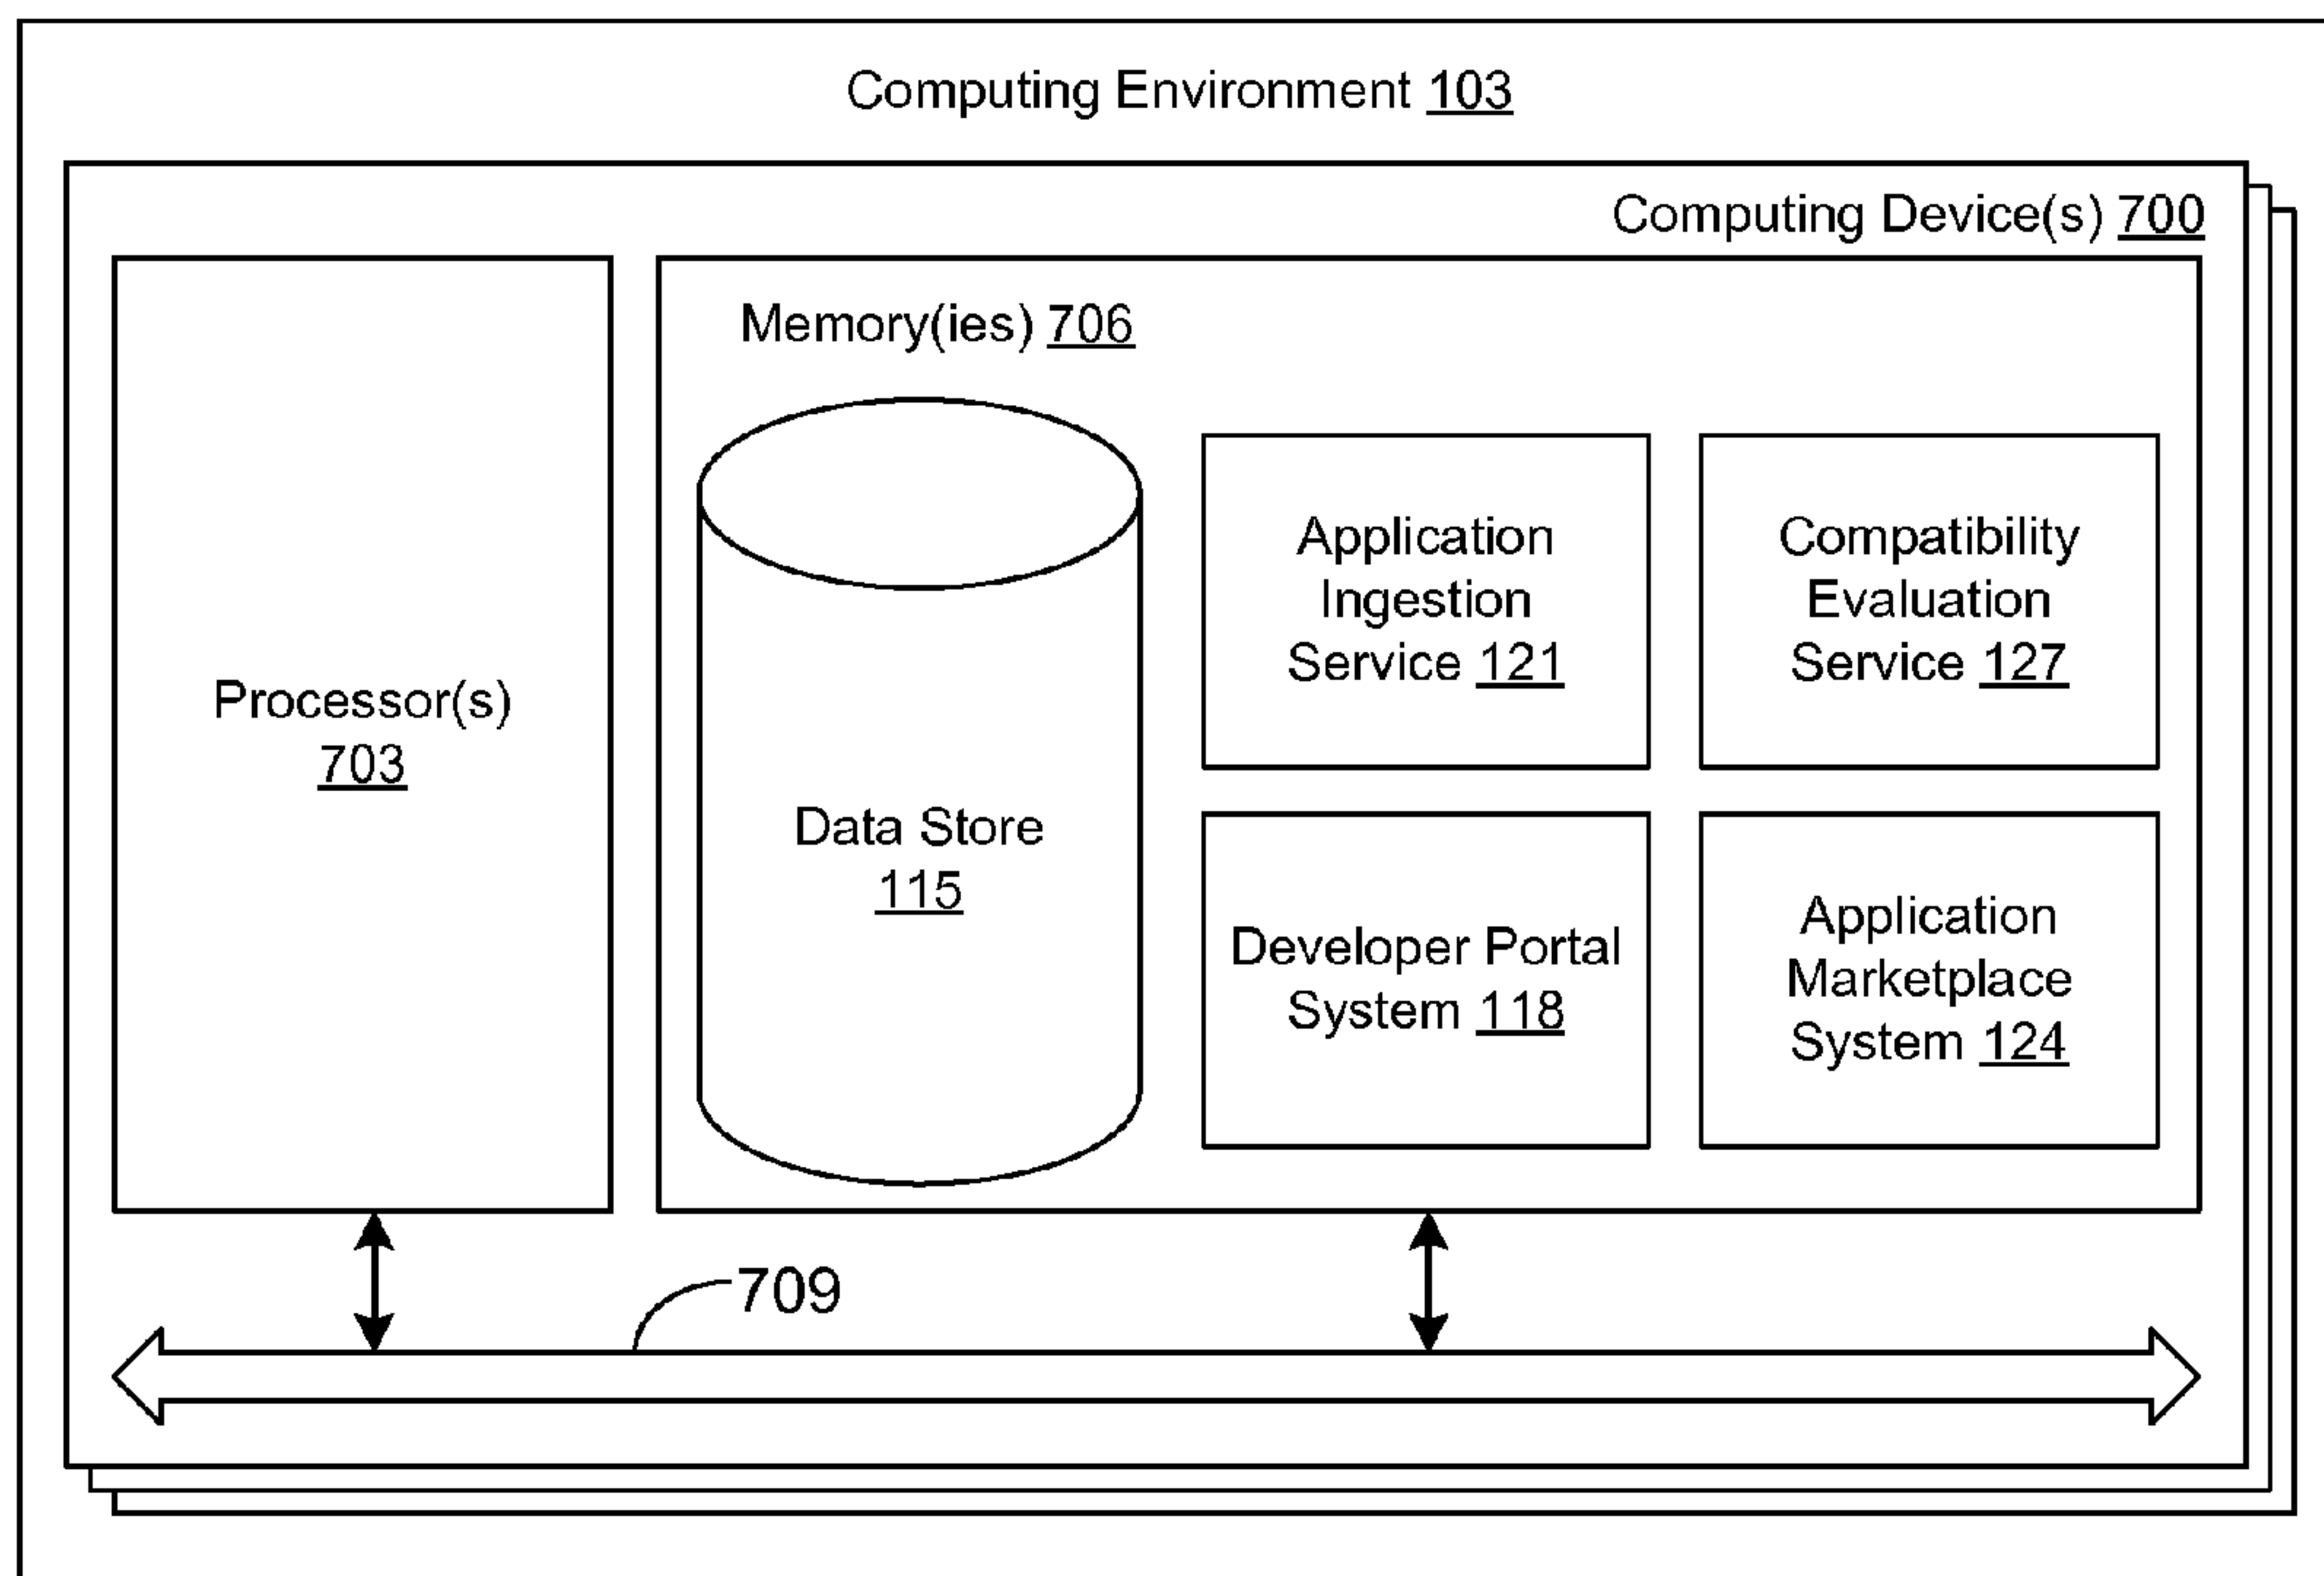 Computing Environment 103
Computing Device(s) 700
Processor(s)
703
Memory(ies) 706
Data Store
115
Application
Ingestion
Service 121
Compatibility
Evaluation
Service 127
Developer Portal
System 118
Application
Marketplace
System 124
709